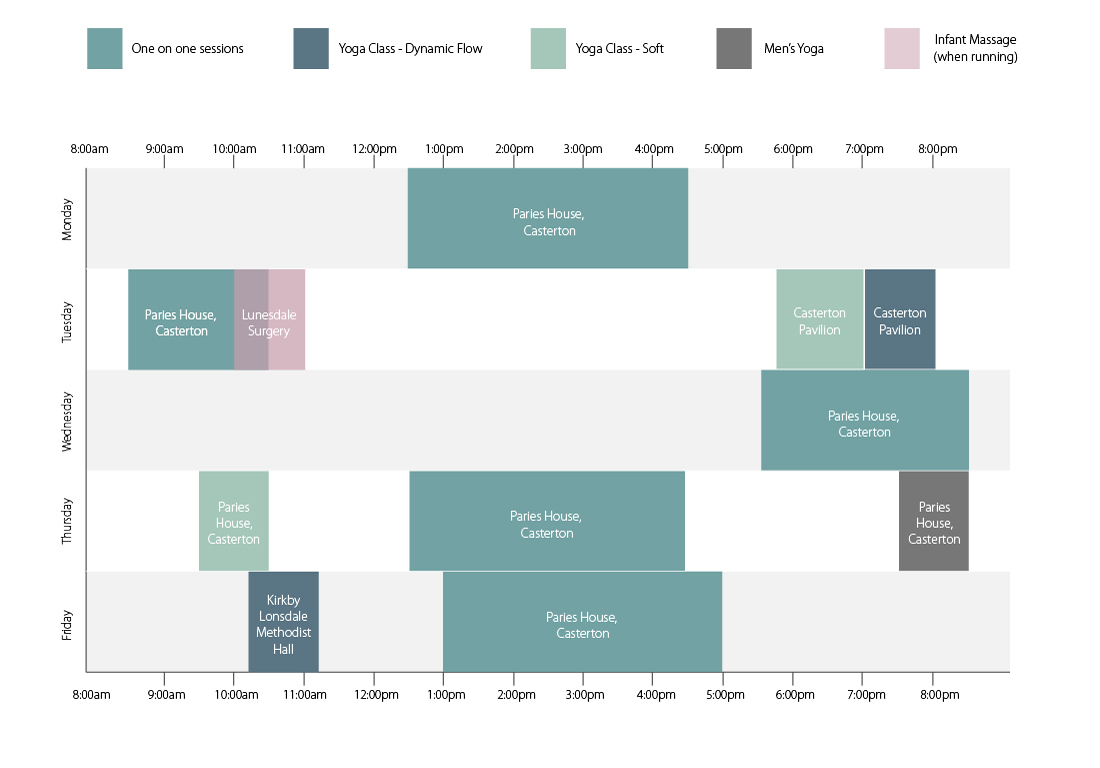 One on one sessions
Yoga Class - Dynamic Flow
Yoga Class - Soft
Men's Yoga
Infant Massage
(when running)
8:00am 9:00am 10:00am 11:00am 12:00pm 1:00pm 2:00pm 3:00pm 4:00pm 5:00pm 6:00pm 7:00pm 8:00pm
Monday
Paries House,
Casterton
Tuesday
Paries House,
Casterton
Lunesdale
Surgery
Casterton
Pavilion
Casterton
Pavilion
Wednesday
Paries House,
Casterton
Thursday
Paries
House,
Casterton
Paries House,
Casterton
Paries
House,
Casterton
Friday
Kirkby
Lonsdale
Methodist
Hall
Paries House,
Casterton
8:00am 9:00am 10:00am 11:00am 12:00pm 1:00pm 2:00pm 3:00pm 4:00pm 5:00pm 6:00pm 7:00pm 8:00pm